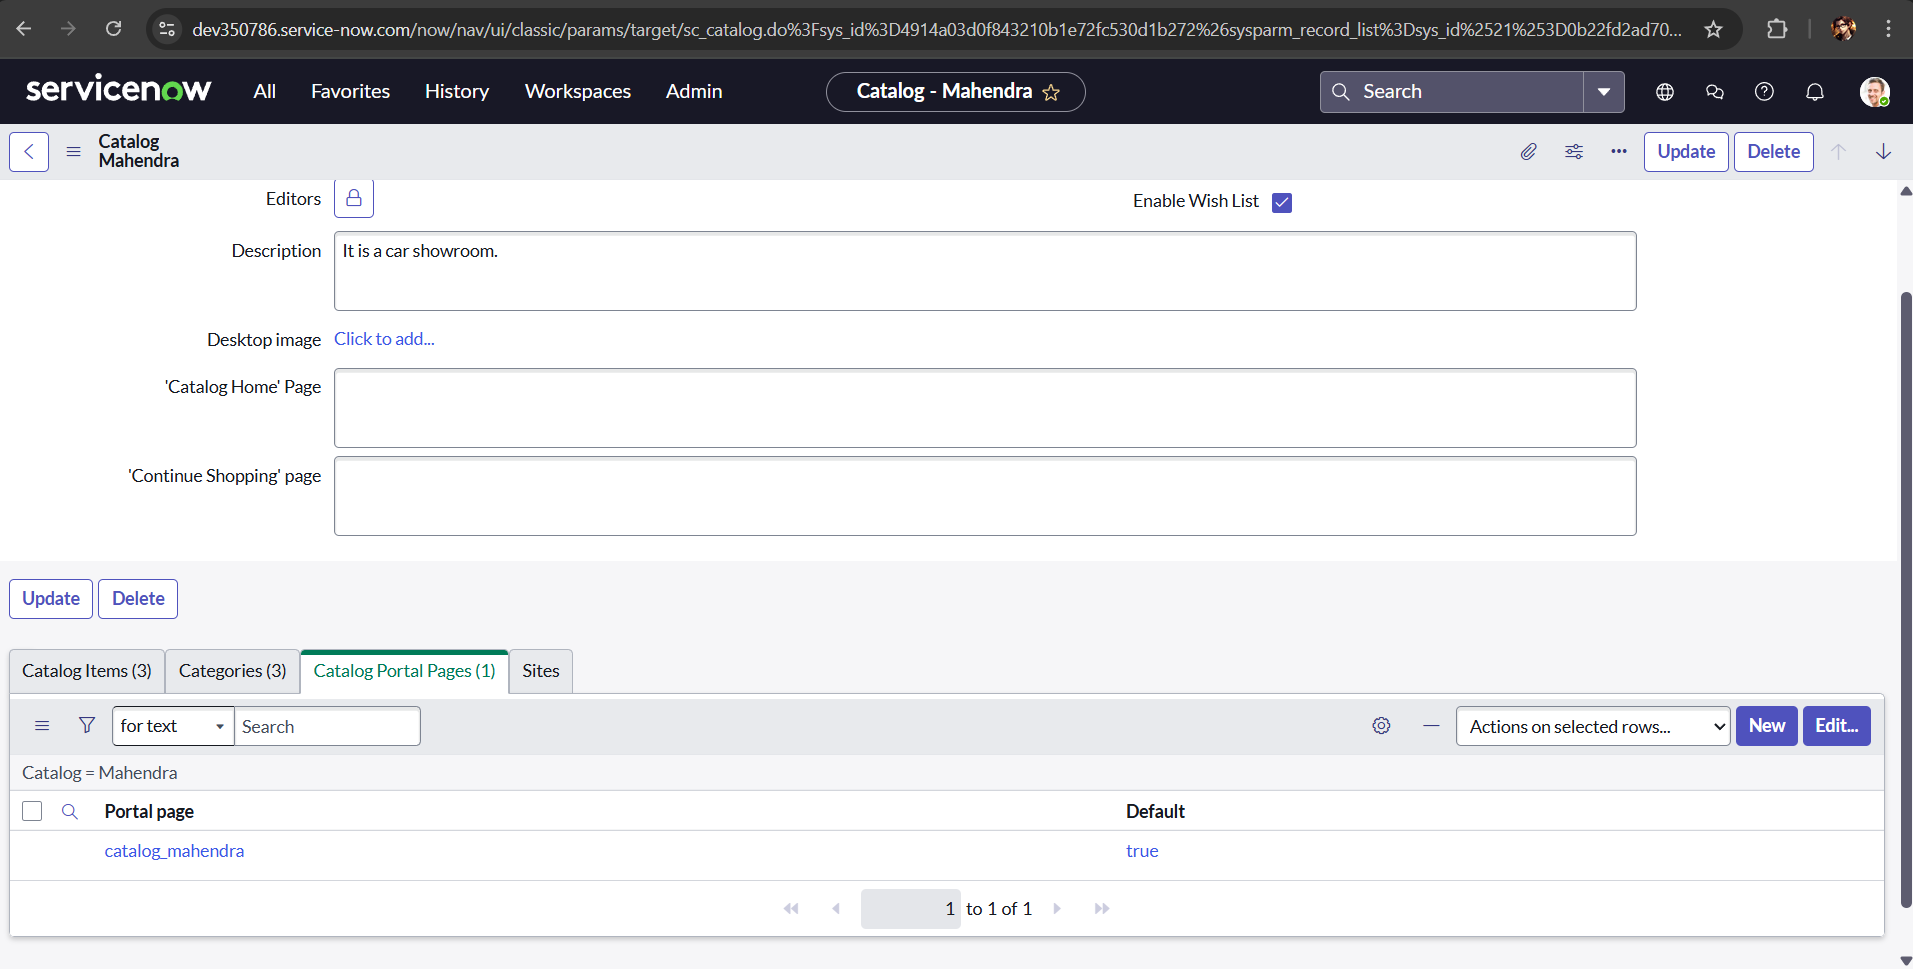 dev350786.service-now.com/now/nav/ui/classic/params/target/sc_catalog.do%3Fsys_id%3D4914a03d0f843210b1e72fc530d1b272%26sysparm_record_list%3Dsys_id%2521%253D0b22fd2ad70...
servicenow All Favorites History Workspaces Admin Catalog - Mahendra Search
Catalog
Mahendra
Update Delete
Editors Enable Wish List
Description It is a car showroom.
Desktop image Click to add...
'Catalog Home' Page
'Continue Shopping' page
Update Delete
Catalog Items (3) Categories (3) Catalog Portal Pages (1) Sites
for text Search Actions on selected rows... New Edit...
Catalog = Mahendra
Portal page Default
catalog_mahendra true
1 to 1 of 1